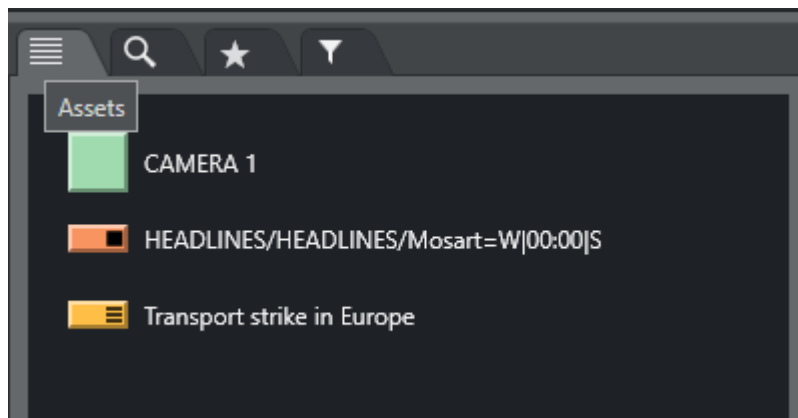 Assets
CAMERA 1
HEADLINES/HEADLINES/Mosart=W|00:00|S
Transport strike in Europe